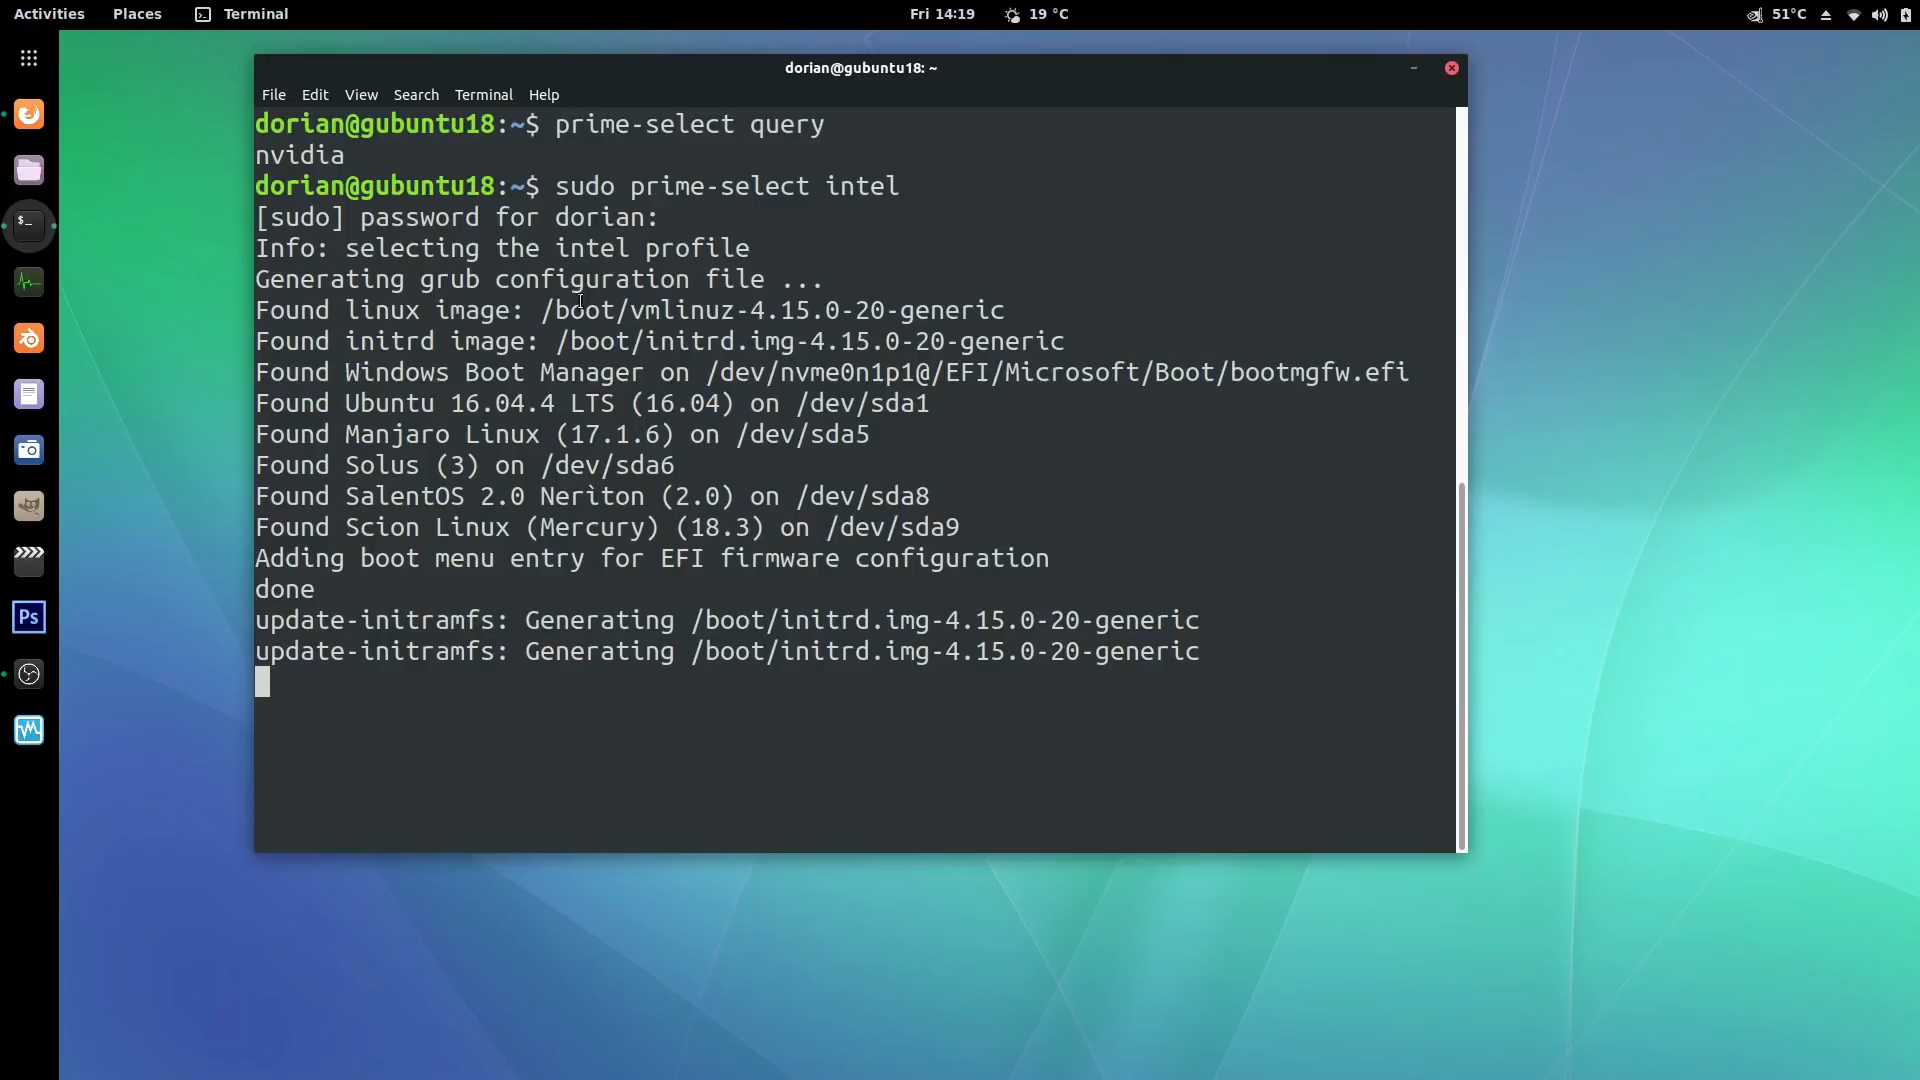 Activities Places Terminal Fri 14:19 19 °C 51°C
dorian@gubuntu18: ~
File Edit View Search Terminal Help
dorian@gubuntu18:~$ prime-select query
nvidia
dorian@gubuntu18:~$ sudo prime-select intel
[sudo] password for dorian:
Info: selecting the intel profile
Generating grub configuration file ...
Found linux image: /boot/vmlinuz-4.15.0-20-generic
Found initrd image: /boot/initrd.img-4.15.0-20-generic
Found Windows Boot Manager on /dev/nvme0n1p1@/EFI/Microsoft/Boot/bootmgfw.efi
Found Ubuntu 16.04.4 LTS (16.04) on /dev/sda1
Found Manjaro Linux (17.1.6) on /dev/sda5
Found Solus (3) on /dev/sda6
Found SalentOS 2.0 Nerìton (2.0) on /dev/sda8
Found Scion Linux (Mercury) (18.3) on /dev/sda9
Adding boot menu entry for EFI firmware configuration
done
update-initramfs: Generating /boot/initrd.img-4.15.0-20-generic
update-initramfs: Generating /boot/initrd.img-4.15.0-20-generic
$_
Ps